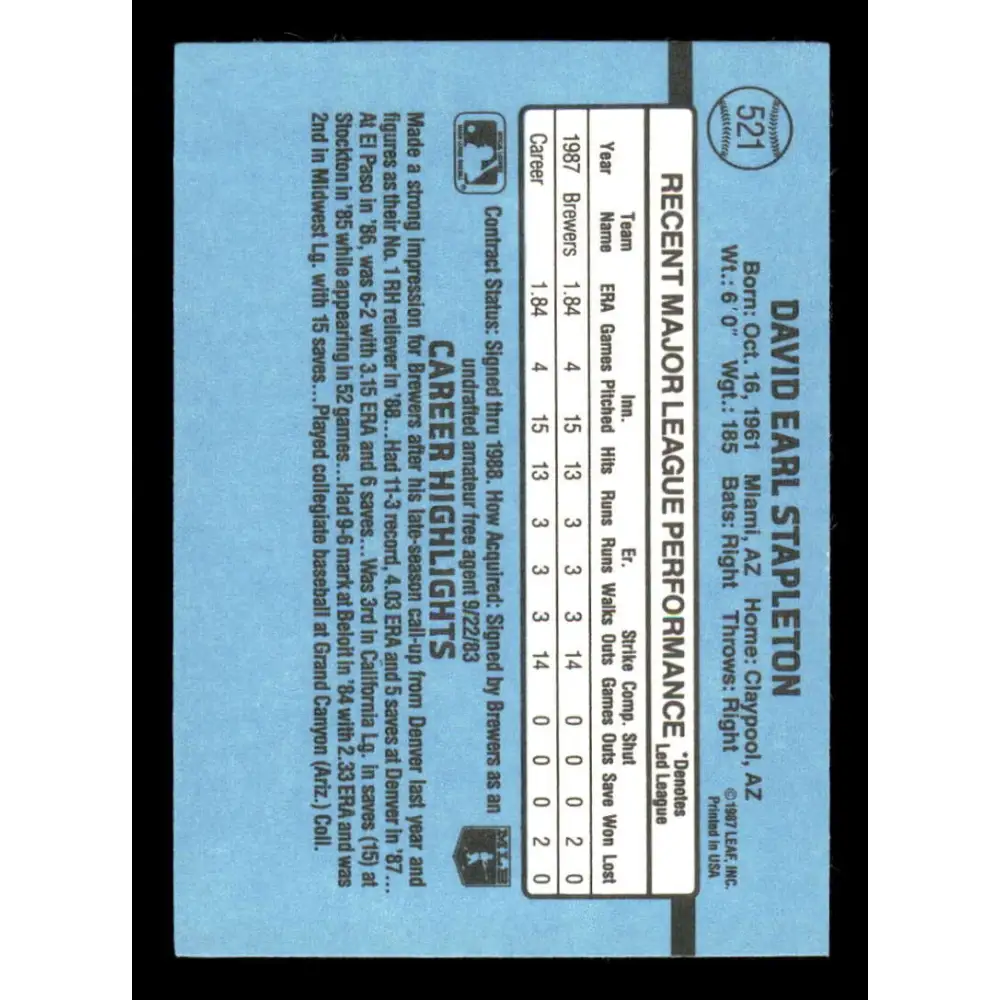 521
DAVID EARL STAPLETON
Born: Oct. 16, 1961 Miami, AZ Home: Claypool, AZ
Wt.: 6'0" Wgt.: 185 Bats: Right Throws: Right
©1987 LEAF, INC.
Printed in USA
RECENT MAJOR LEAGUE PERFORMANCE *Denotes Led League
Team Inn. Er. Strike Comp. Shut
Year Name ERA Games Pitched Hits Runs Runs Walks Outs Games Outs Save Won Lost
1987 Brewers 1.84 4 15 13 3 3 3 14 0 0 0 2 0
Career 1.84 4 15 13 3 3 3 14 0 0 0 2 0
Contract Status: Signed thru 1988. How Acquired: Signed by Brewers as an
undrafted amateur free agent 9/22/83
MLB
CAREER HIGHLIGHTS
Made a strong impression for Brewers after his late-season call-up from Denver last year and
figures as their No. 1 RH reliever in '88...Had 11-3 record, 4.03 ERA and 5 saves at Denver in '87...
At El Paso in '86, was 6-2 with 3.15 ERA and 6 saves...Was 3rd in California Lg. in saves (15) at
Stockton in '85 while appearing in 52 games...Had 9-6 mark at Beloit in '84 with 2.33 ERA and was
2nd in Midwest Lg. with 15 saves...Played collegiate baseball at Grand Canyon (Ariz.) Coll.